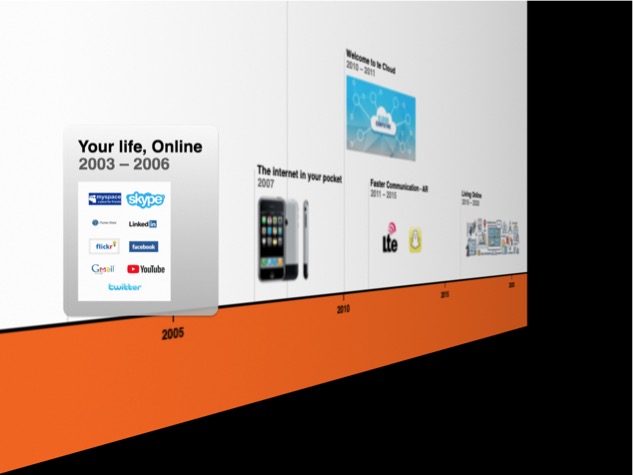 Your life, Online
2003 – 2006
myspace
skype
LinkedIn
flickr
facebook
Gmail
YouTube
twitter
The internet in your pocket
2007
Welcome to te Cloud
2010 – 2011
Faster Communication - AR
2011 – 2015
Lte
Living Online
2015 – 2020
2005
2010
2015
2020